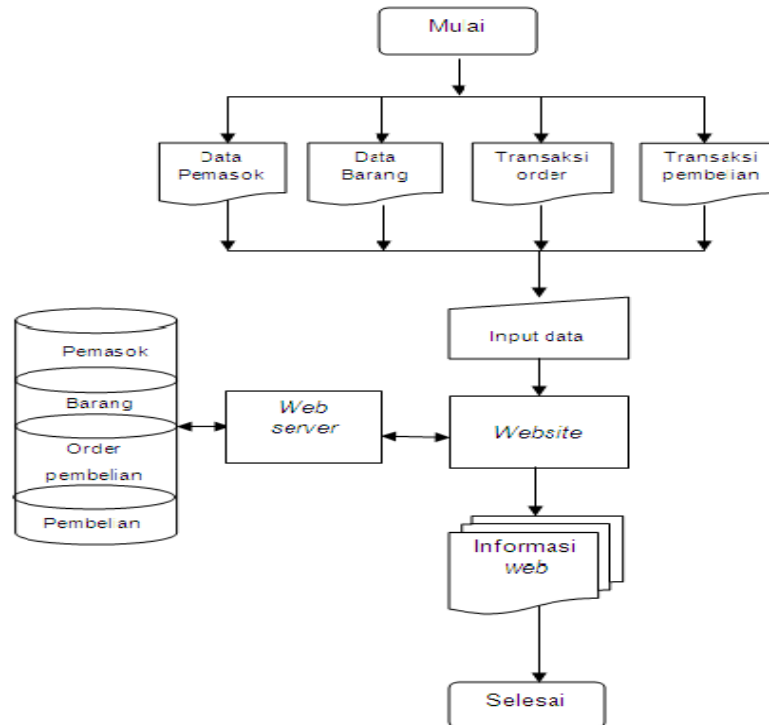 Mulai
Data
Pemasok
Data
Barang
Transaksi
order
Transaksi
pembelian
Input data
Pemasok
Barang
Order
pembelian
Pembelian
Web
server
Website
Informasi
web
Selesai